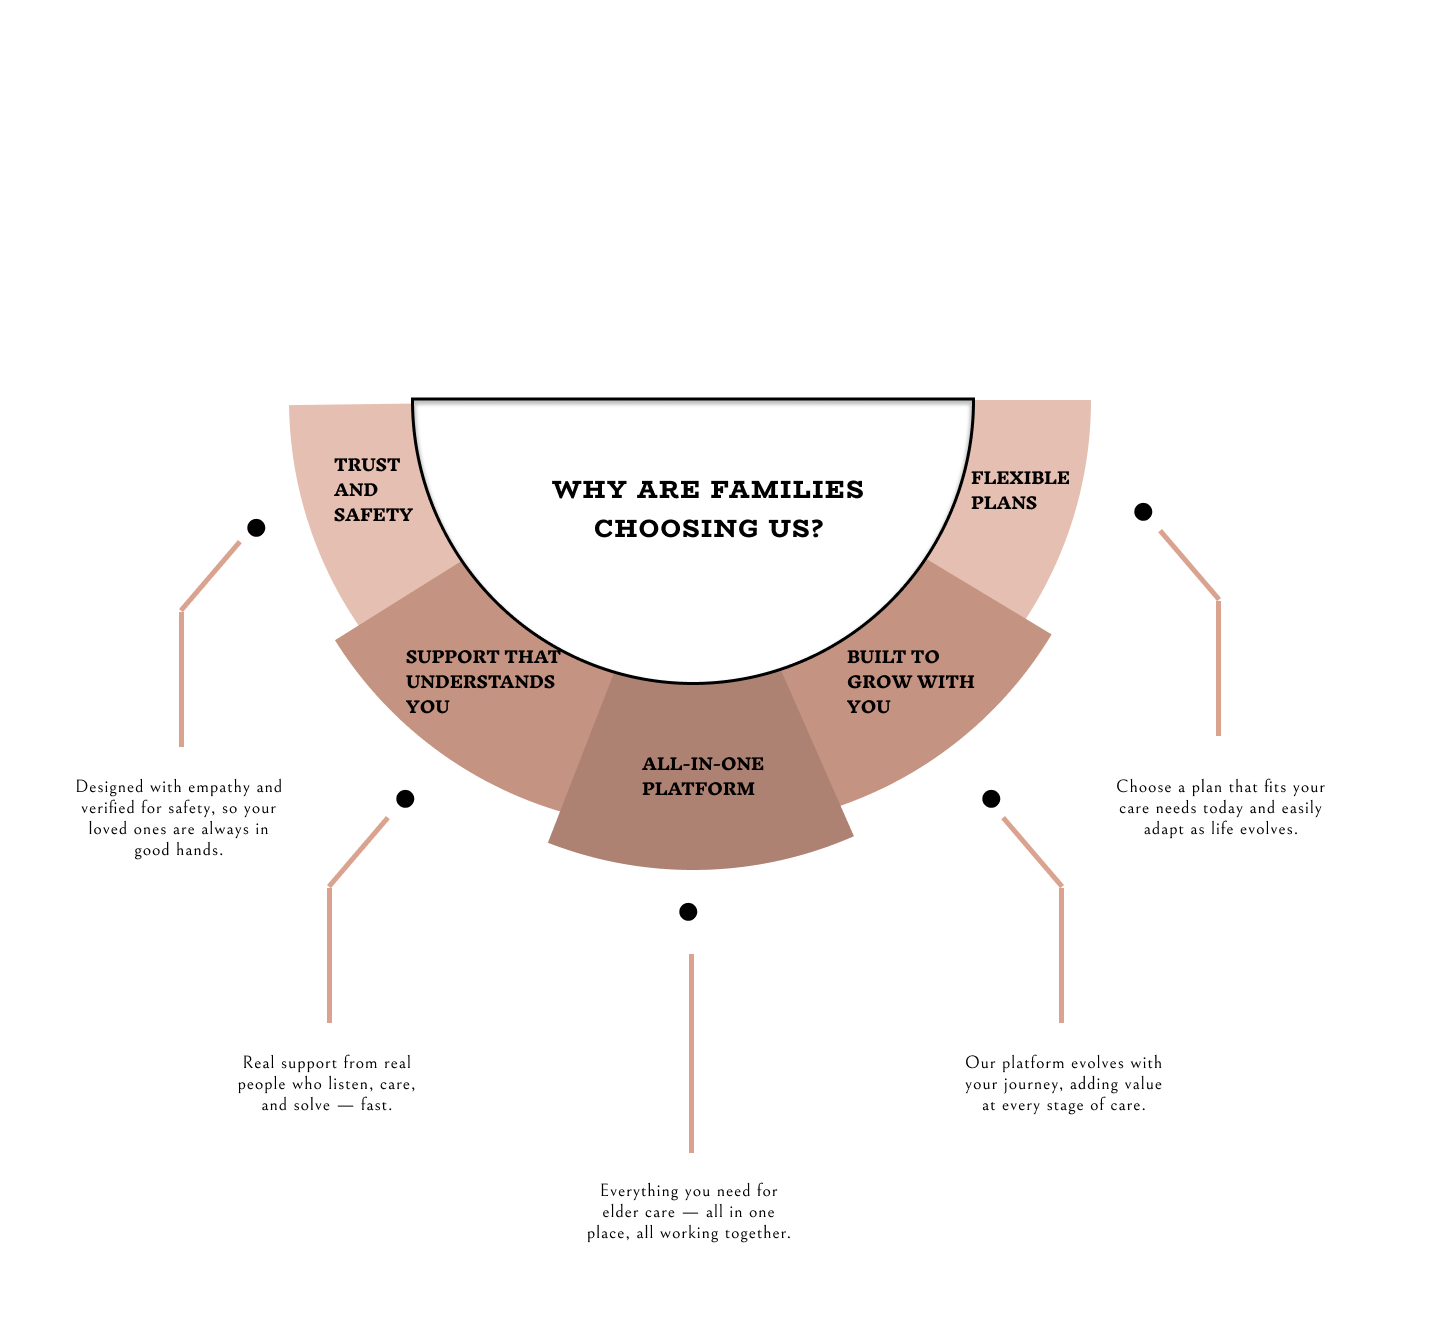 WHY ARE FAMILIES
CHOOSING US?
TRUST
AND
SAFETY
Designed with empathy and
verified for safety, so your
loved ones are always in
good hands.
SUPPORT THAT
UNDERSTANDS
YOU
Real support from real
people who listen, care,
and solve — fast.
ALL-IN-ONE
PLATFORM
Everything you need for
elder care — all in one
place, all working together.
BUILT TO
GROW WITH
YOU
Our platform evolves with
your journey, adding value
at every stage of care.
FLEXIBLE
PLANS
Choose a plan that fits your
care needs today and easily
adapt as life evolves.